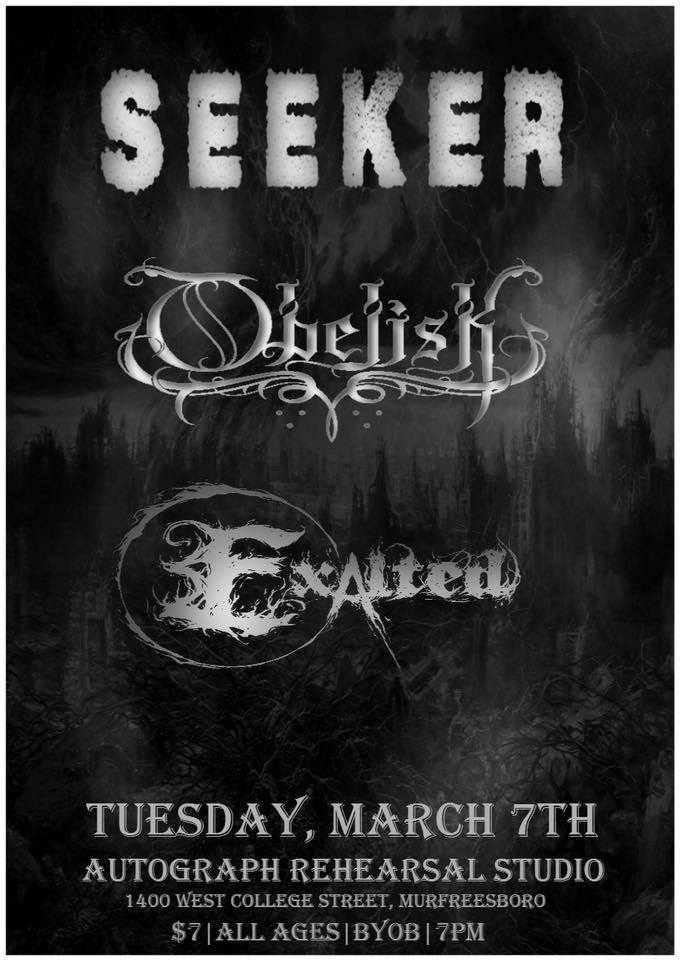 SEEKER
Obelisk
Exalted
TUESDAY, MARCH 7TH
AUTOGRAPH REHEARSAL STUDIO
1400 WEST COLLEGE STREET, MURFREESBORO
$7|ALL AGES|BYOB|7PM